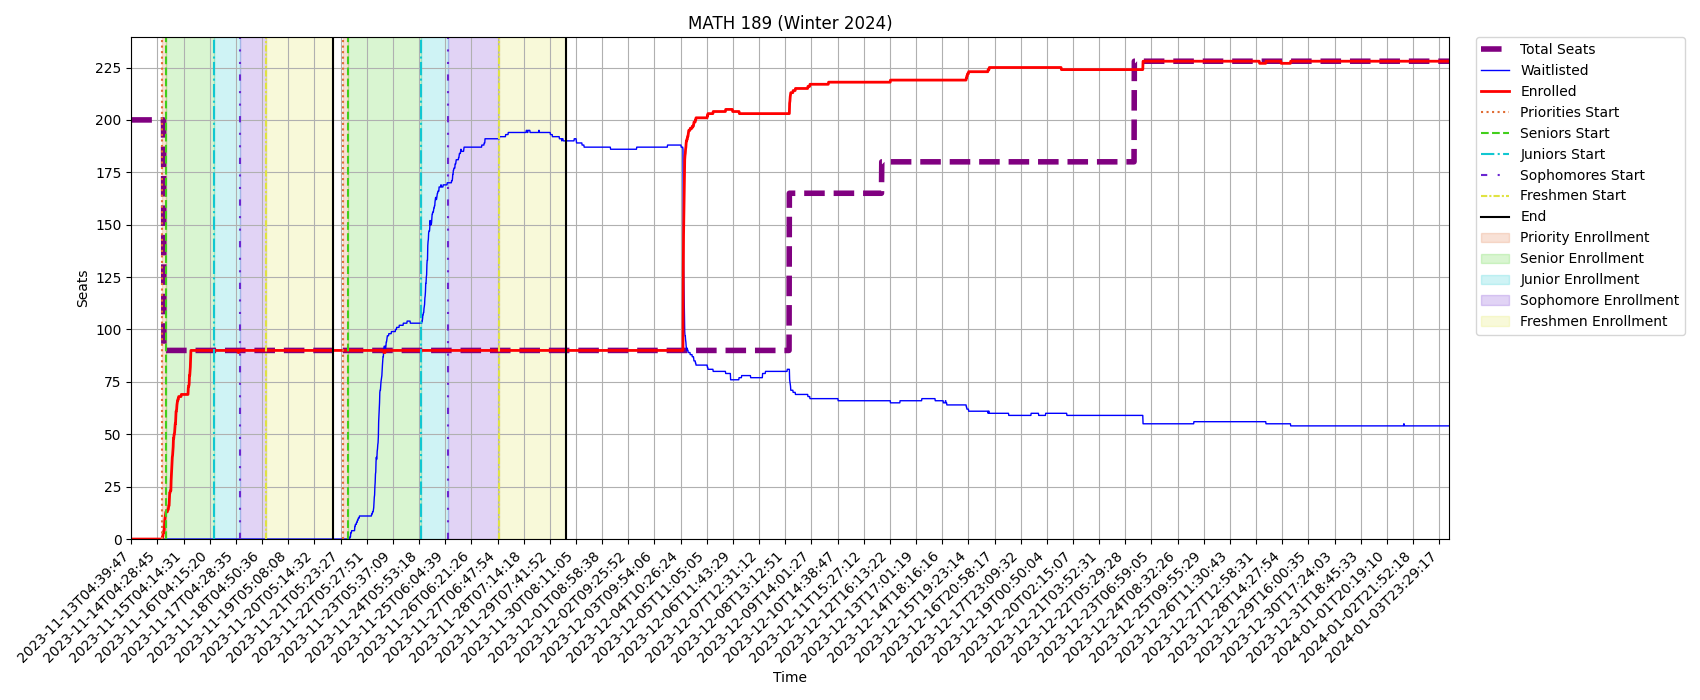 MATH 189 (Winter 2024)
Seats
225
200
175
150
125
100
75
50
25
0
2023-11-13T04:39:47
2023-11-14T04:28:45
2023-11-15T04:14:31
2023-11-16T04:15:20
2023-11-17T04:28:35
2023-11-18T04:50:36
2023-11-19T05:08:08
2023-11-20T05:14:32
2023-11-21T05:23:27
2023-11-22T05:27:51
2023-11-23T05:37:09
2023-11-24T05:53:18
2023-11-25T06:04:39
2023-11-26T06:21:26
2023-11-27T06:47:54
2023-11-28T07:14:18
2023-11-29T07:41:52
2023-11-30T08:11:05
2023-12-01T08:58:38
2023-12-02T09:25:52
2023-12-03T09:54:06
2023-12-04T10:26:24
2023-12-05T11:05:05
2023-12-06T11:43:29
2023-12-07T12:31:12
2023-12-08T13:12:51
2023-12-09T14:01:27
2023-12-10T14:38:47
2023-12-11T15:27:12
2023-12-12T16:13:22
2023-12-13T17:01:19
2023-12-14T18:16:16
2023-12-15T19:23:14
2023-12-16T20:58:17
2023-12-17T23:09:32
2023-12-19T00:50:04
2023-12-20T02:15:07
2023-12-21T03:52:31
2023-12-22T05:29:28
2023-12-23T06:59:05
2023-12-24T08:32:26
2023-12-25T09:55:29
2023-12-26T11:30:43
2023-12-27T12:58:31
2023-12-28T14:27:54
2023-12-29T16:00:35
2023-12-30T17:24:03
2023-12-31T18:45:33
2024-01-01T20:19:10
2024-01-02T21:52:18
2024-01-03T23:29:17
Time
Total Seats
Waitlisted
Enrolled
Priorities Start
Seniors Start
Juniors Start
Sophomores Start
Freshmen Start
End
Priority Enrollment
Senior Enrollment
Junior Enrollment
Sophomore Enrollment
Freshmen Enrollment